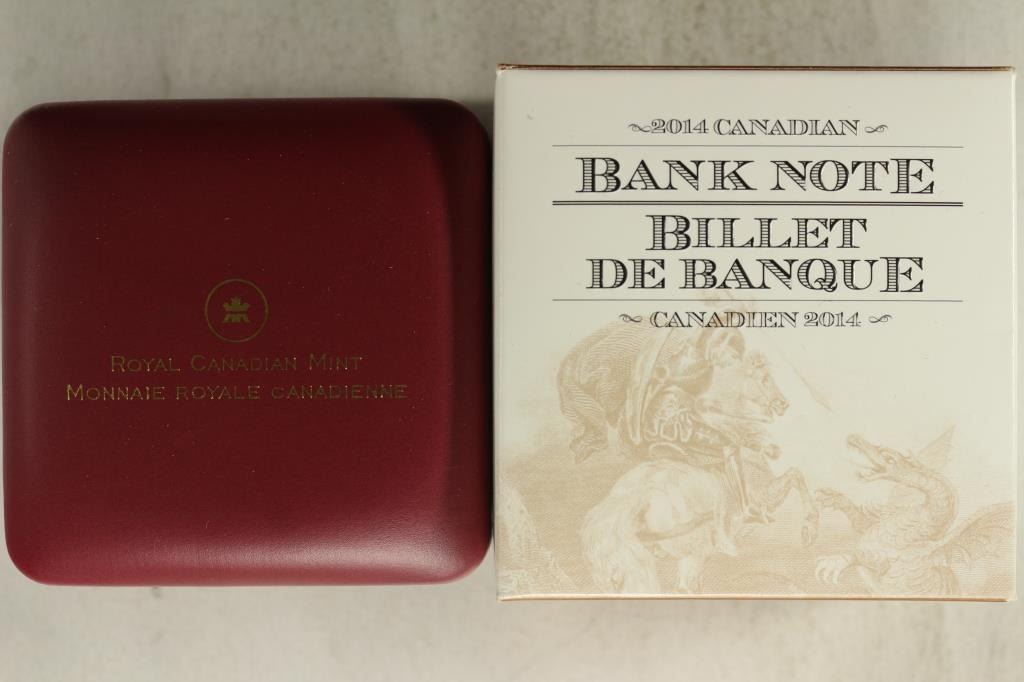 ROYAL CANADIAN MINT
MONNAIE ROYALE CANADIENNE
2014 CANADIAN
BANK NOTE
BILLET
DE BANQUE
CANADIEN 2014